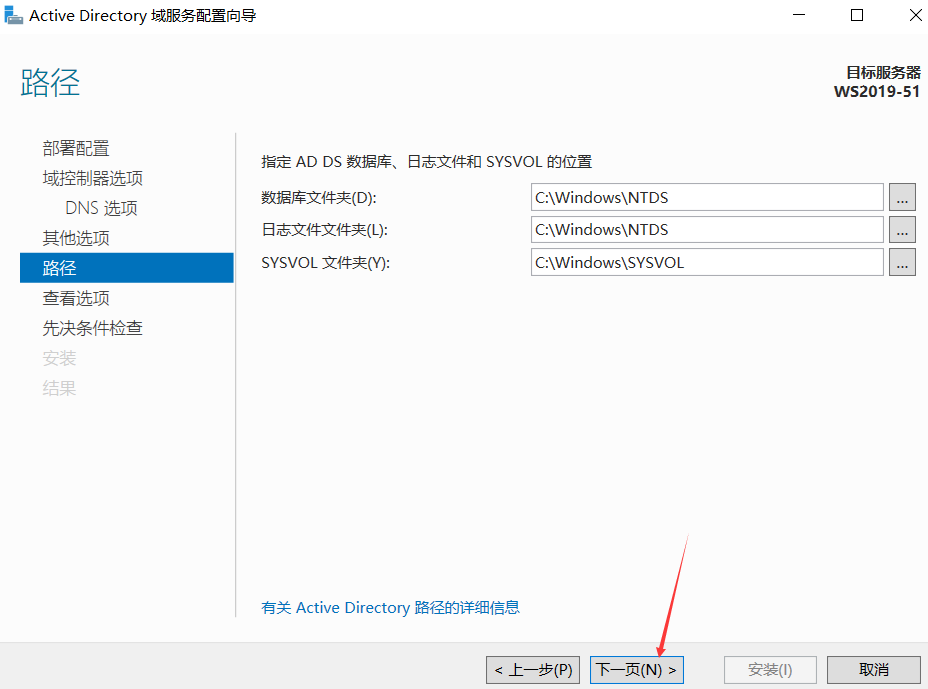 Active Directory 域服务配置向导
路径
目标服务器
WS2019-51
部署配置
域控制器选项
DNS 选项
其他选项
路径
查看选项
先决条件检查
安装
结果
指定 AD DS 数据库、日志文件和 SYSVOL 的位置
数据库文件夹(D): C:\Windows\NTDS ...
日志文件文件夹(L): C:\Windows\NTDS ...
SYSVOL 文件夹(Y): C:\Windows\SYSVOL ...
有关 Active Directory 路径的详细信息
< 上一步(P) 下一页(N) > 安装(I) 取消